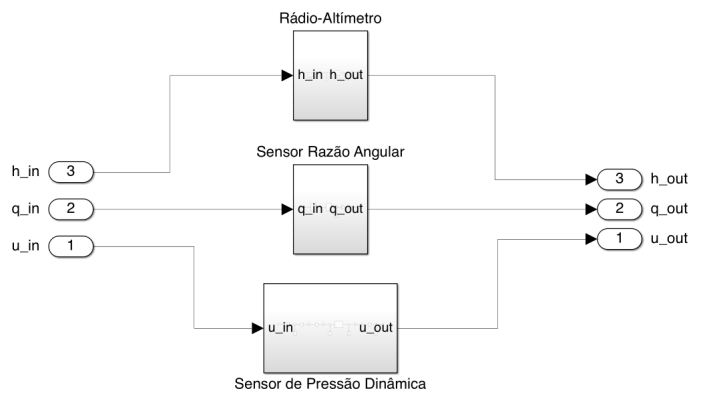 Rádio-Altímetro
h_in h_out
Sensor Razão Angular
h_in 3
3 h_out
q_in 2
q_in q_out
2 q_out
u_in 1
1 u_out
u_in u_out
Sensor de Pressão Dinâmica